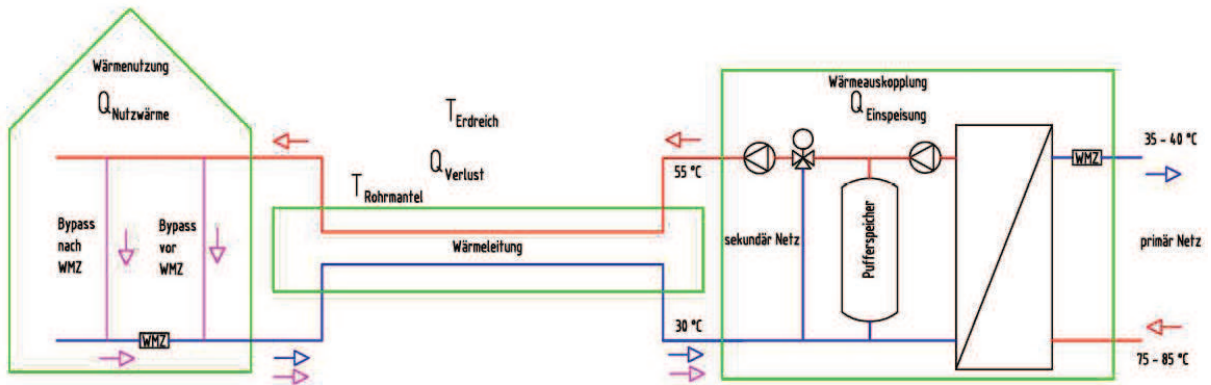 Wärmenutzung
QNutzwärme
Bypass
nach
WMZ
Bypass
vor
WMZ
WMZ
TErdreich
QVerlust
TRohrmantel
Wärmeleitung
55 °C
30 °C
Wärmeauskopplung
QEinspeisung
sekundär Netz
Pufferspeicher
WMZ
35 - 40 °C
primär Netz
75 - 85 °C